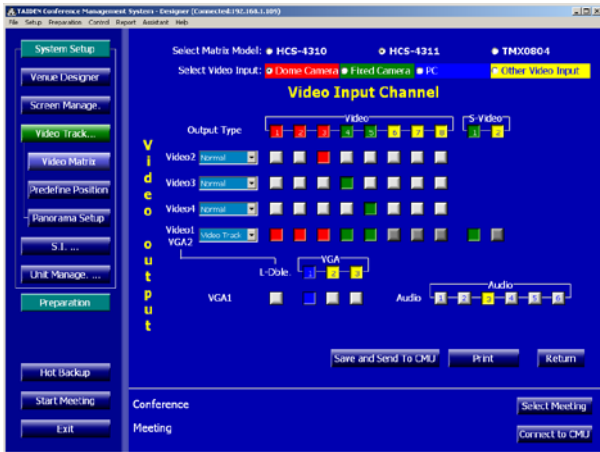 TAIDEN Conference Management System - Designer (Connected:192.168.1.109)
File Setup Preparation Control Report Assistant Help
System Setup
Venue Designer
Screen Manage.
Video Track...
Video Matrix
Predefine Position
Panorama Setup
S.I. ...
Unit Manage. ...
Preparation
Hot Backup
Start Meeting
Exit
Select Matrix Model: HCS-4310 HCS-4311 TMX0804
Select Video Input: Dome Camera Fixed Camera PC Other Video Input
Video Input Channel
Video output
Output Type
Video
1 2 3 4 5 6 7 8
S-Video
1 2
Video2 Normal
Video3 Normal
Video4 Normal
Video1 Video Track
VGA2
L-Dble.
VGA
1 2 3
VGA1
Audio
Audio
1 2 3 4 5 6
Save and Send To CMU Print Return
Conference
Select Meeting
Meeting
Connect to CMU